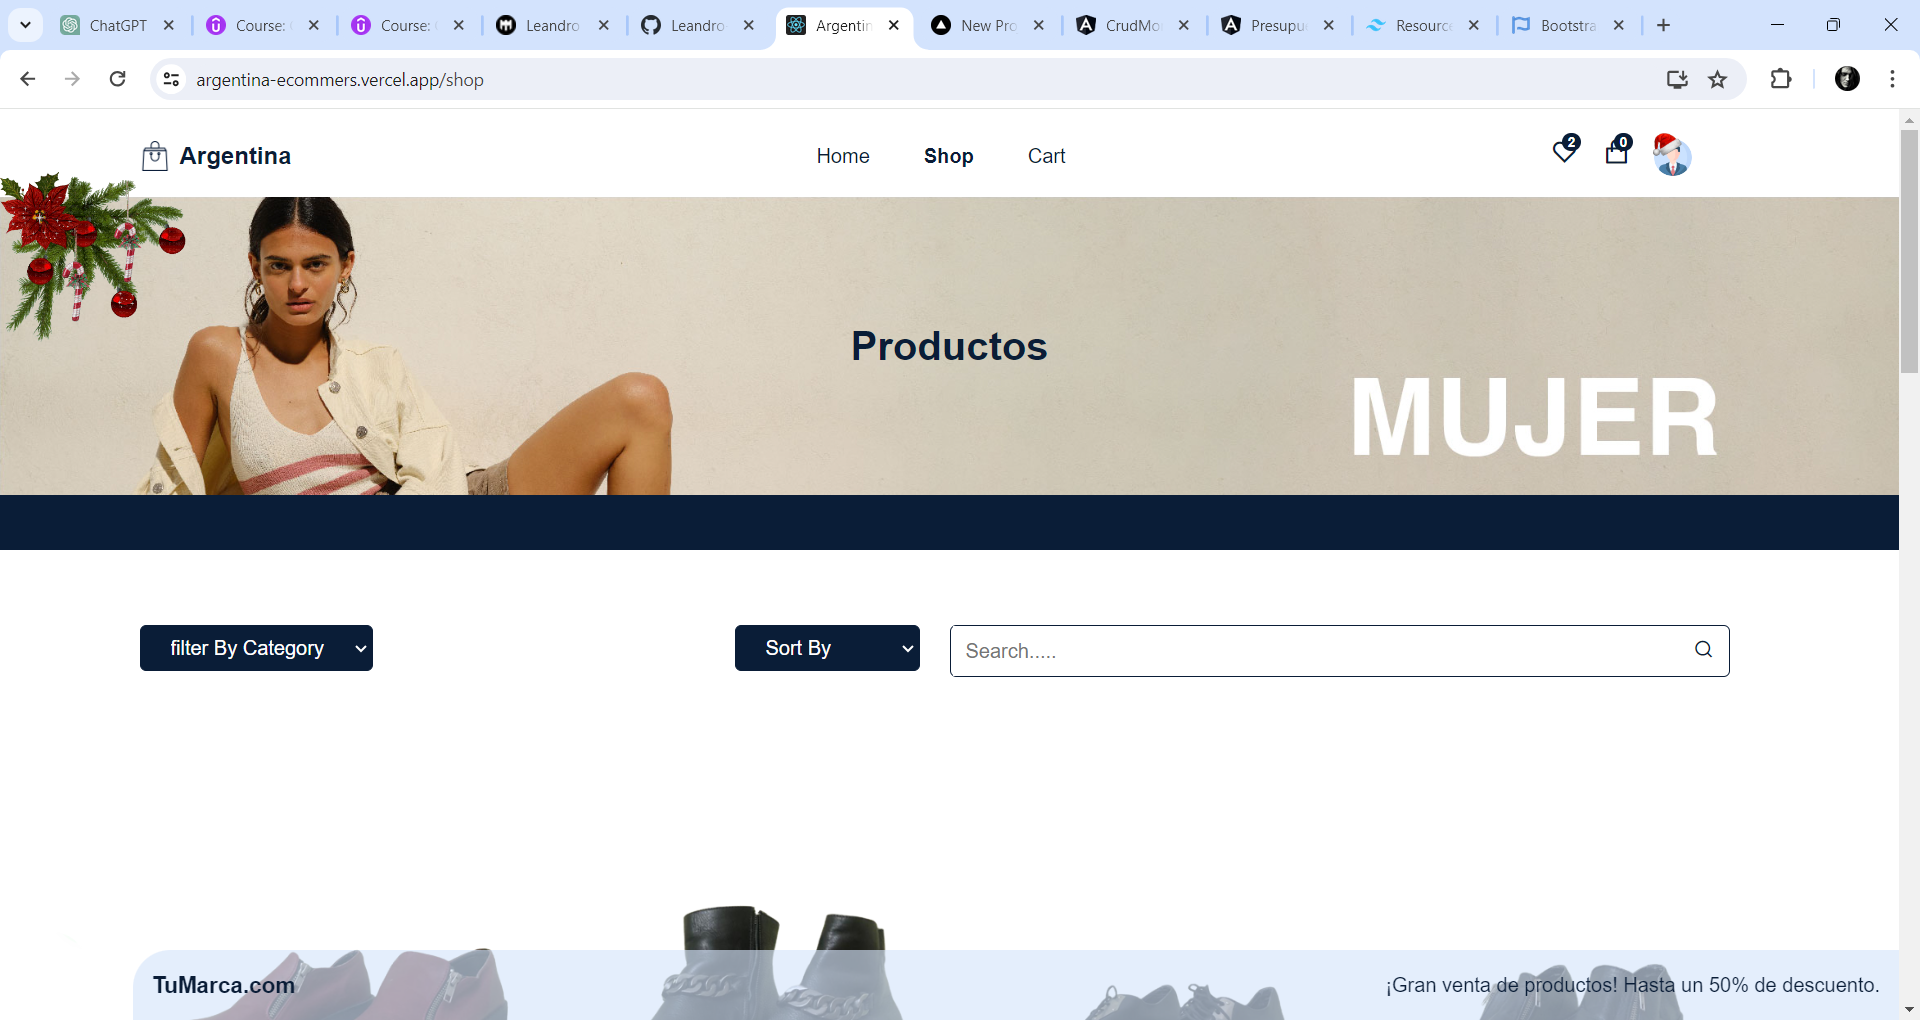 ChatGPT
Course:
Course:
Leandro
Leandro
Argentin
New Pro
CrudMo
Presupu
Resource
Bootstra
argentina-ecommers.vercel.app/shop
Argentina
Home
Shop
Cart
2
0
Productos
MUJER
filter By Category
Sort By
Search.....
TuMarca.com
¡Gran venta de productos! Hasta un 50% de descuento.